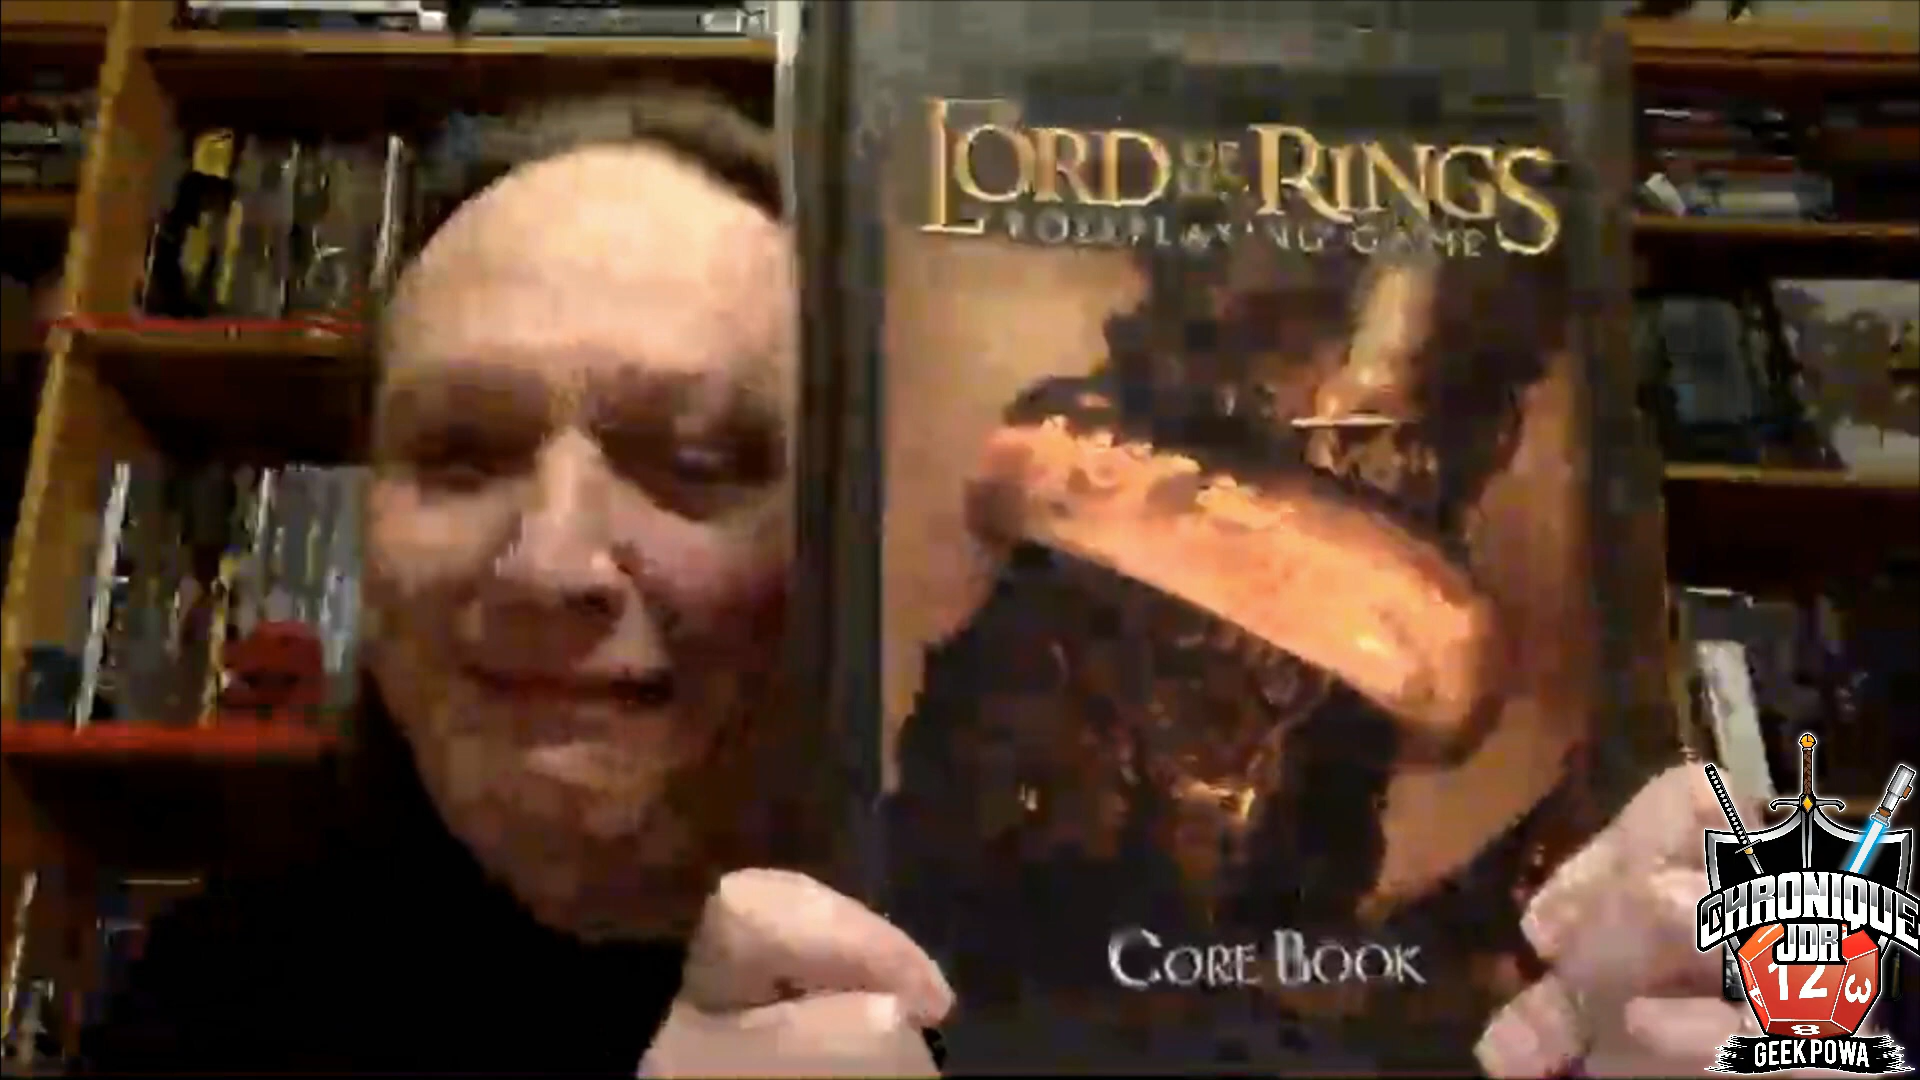 LORD OF THE RINGS
ROLEPLAYING GAME
CORE BOOK
CHRONIQUE
JDR
12
3
8
GEEK POWA